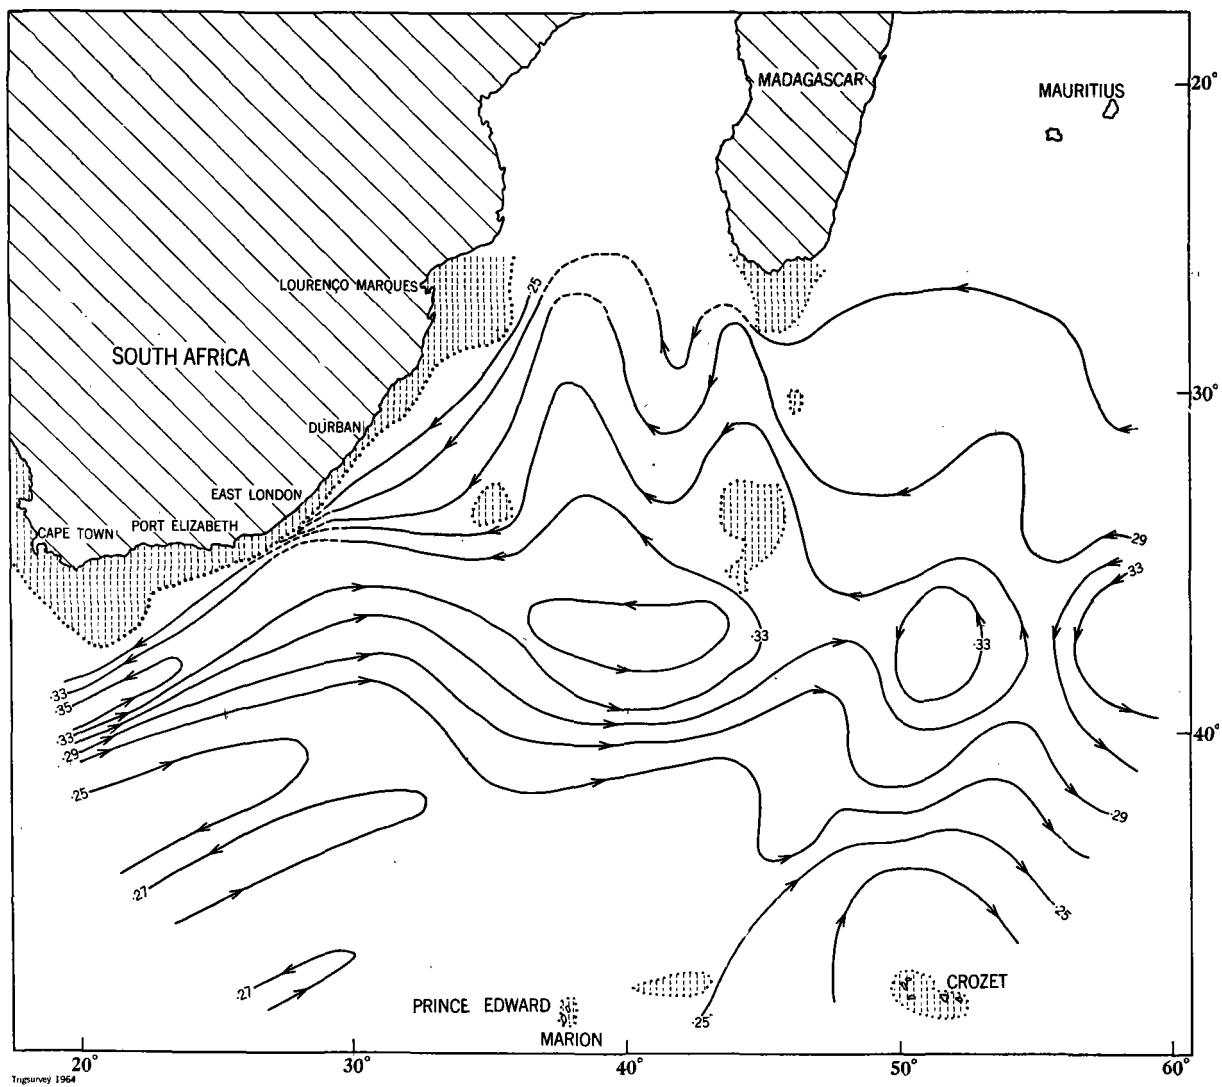 MADAGASCAR
20°
MAURITIUS
LOURENÇO MARQUES
.25
SOUTH AFRICA
30°
DURBAN
EAST LONDON
PORT ELIZABETH
CAPE TOWN
.29
.33
.33
.33
.33
.35
.33
.29
40°
.25
.29
.27
.25
.27
CROZET
PRINCE EDWARD
.25
MARION
20°
30°
40°
50°
60°
Trigsurvey 1964